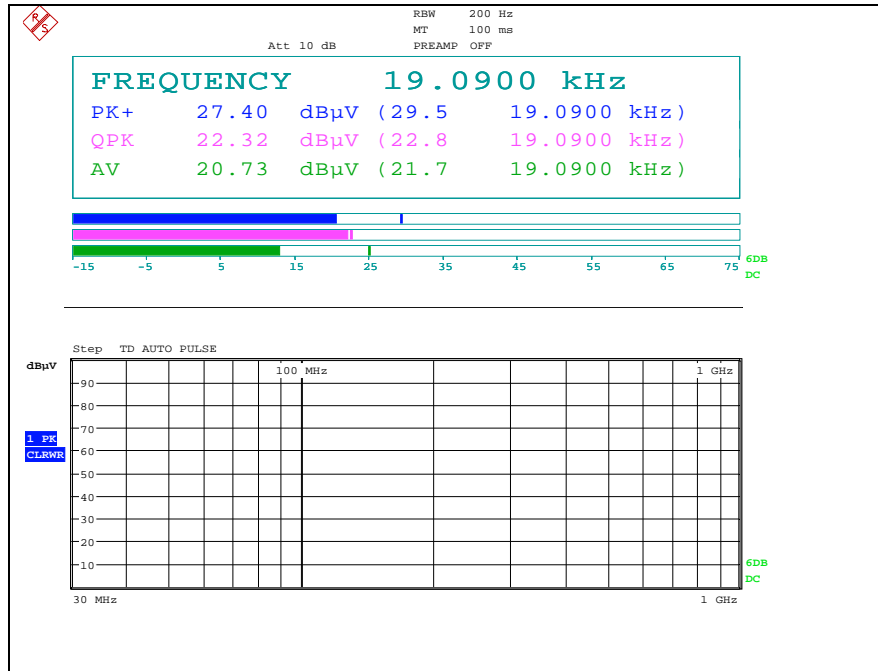 R
S
RBW 200 Hz
MT 100 ms
Att 10 dB PREAMP OFF
FREQUENCY 19.0900 kHz
PK+ 27.40 dBµV (29.5 19.0900 kHz)
QPK 22.32 dBµV (22.8 19.0900 kHz)
AV 20.73 dBµV (21.7 19.0900 kHz)
-15 -5 5 15 25 35 45 55 65 75
6DB
DC
Step TD AUTO PULSE
dBµV
100 MHz 1 GHz
90
80
70
1 PK
CLRWR
60
50
40
30
20
10
6DB
DC
30 MHz 1 GHz